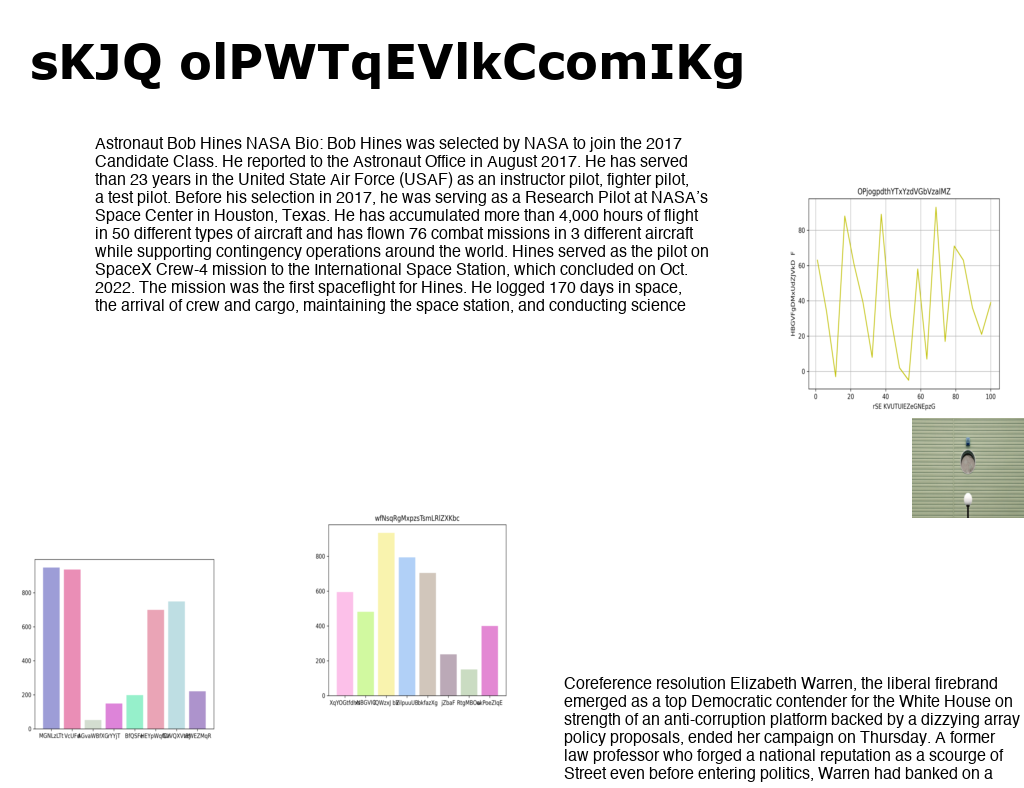 sKJQ olPWTqEVlkCcomIKg
Astronaut Bob Hines NASA Bio: Bob Hines was selected by NASA to join the 2017
Candidate Class. He reported to the Astronaut Office in August 2017. He has served
than 23 years in the United State Air Force (USAF) as an instructor pilot, fighter pilot,
a test pilot. Before his selection in 2017, he was serving as a Research Pilot at NASA’s
Space Center in Houston, Texas. He has accumulated more than 4,000 hours of flight
in 50 different types of aircraft and has flown 76 combat missions in 3 different aircraft
while supporting contingency operations around the world. Hines served as the pilot on
SpaceX Crew-4 mission to the International Space Station, which concluded on Oct.
2022. The mission was the first spaceflight for Hines. He logged 170 days in space,
the arrival of crew and cargo, maintaining the space station, and conducting science
OPjogpdthYTxYzdVGbVzaIMZ
80
60
40
20
0
0 20 40 60 80 100
rSE KVUTUIEZeGNEpzG
wfNsqRgMxpzsTsmLRIZXKbc
800
600
400
200
0
jZbaF
800
600
400
200
0
Coreference resolution Elizabeth Warren, the liberal firebrand
emerged as a top Democratic contender for the White House on
strength of an anti-corruption platform backed by a dizzying array
policy proposals, ended her campaign on Thursday. A former
law professor who forged a national reputation as a scourge of
Street even before entering politics, Warren had banked on a